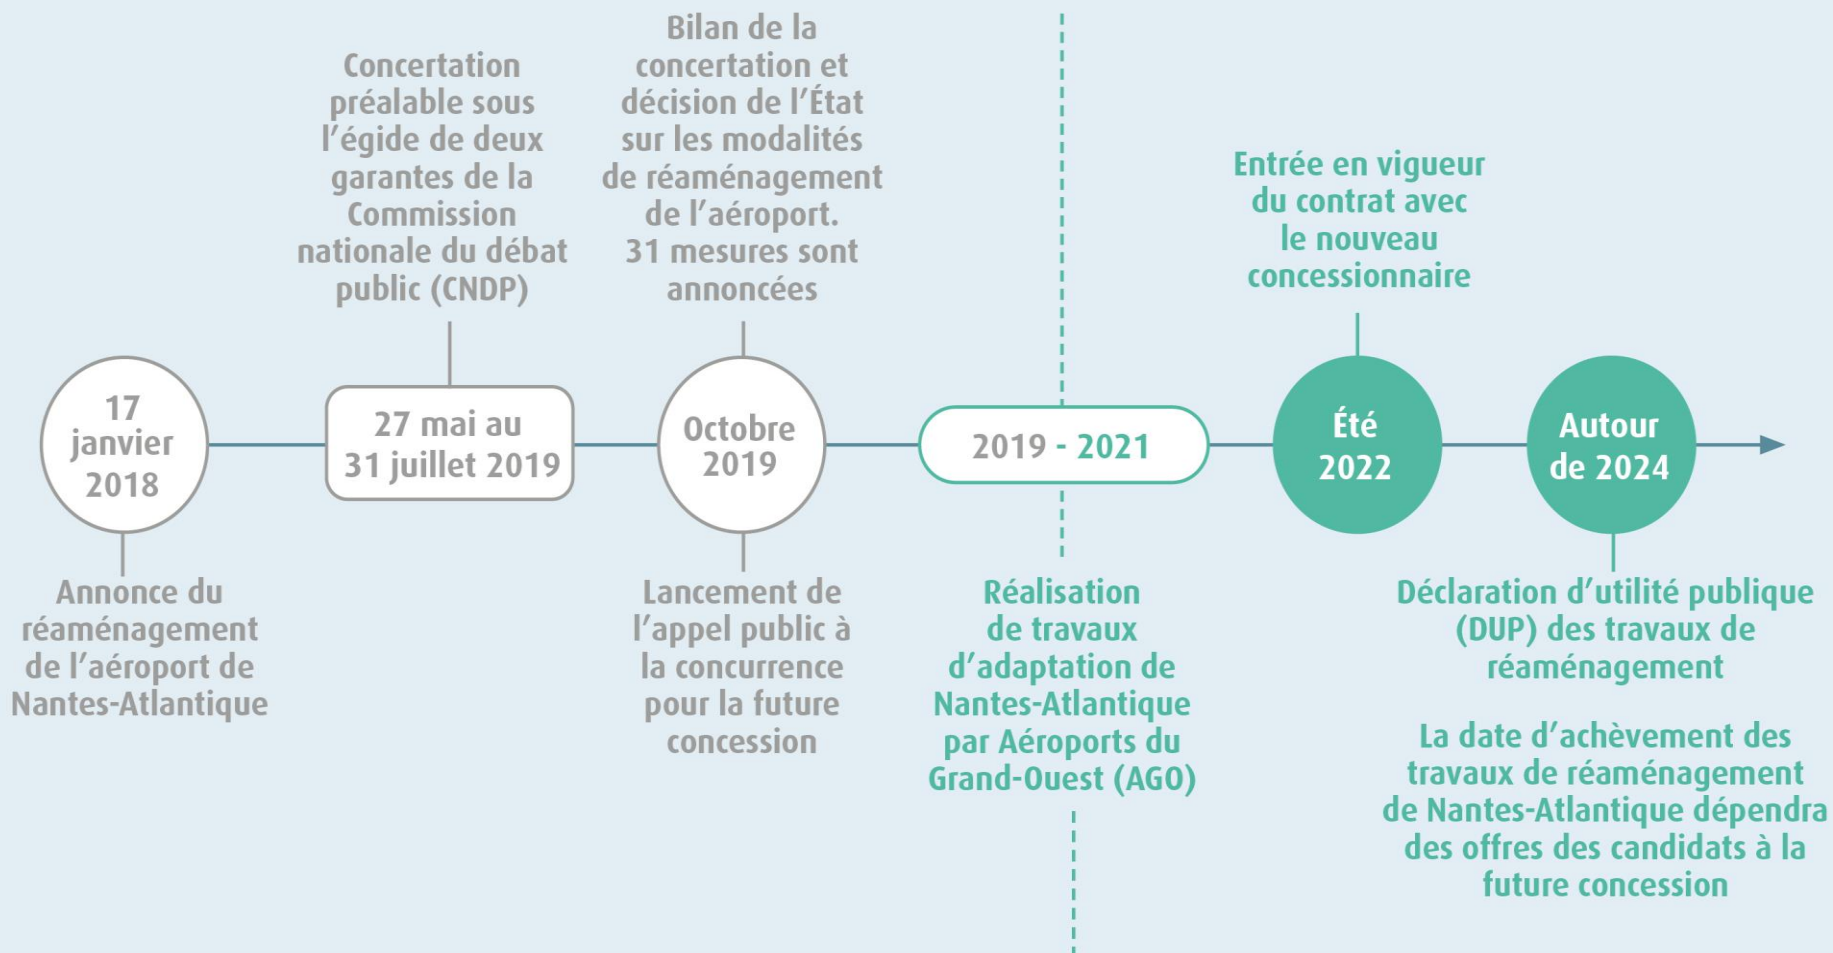 17
janvier
2018
Annonce du
réaménagement
de l'aéroport de
Nantes-Atlantique
Concertation
préalable sous
l'égide de deux
garantes de la
Commission
nationale du débat
public (CNDP)
27 mai au
31 juillet 2019
Bilan de la
concertation et
décision de l'État
sur les modalités
de réaménagement
de l'aéroport.
31 mesures sont
annoncées
Octobre
2019
Lancement de
l'appel public à
la concurrence
pour la future
concession
2019 - 2021
Réalisation
de travaux
d'adaptation de
Nantes-Atlantique
par Aéroports du
Grand-Ouest (AGO)
Entrée en vigueur
du contrat avec
le nouveau
concessionnaire
Été
2022
Autour
de 2024
Déclaration d'utilité publique
(DUP) des travaux de
réaménagement
La date d'achèvement des
travaux de réaménagement
de Nantes-Atlantique dépendra
des offres des candidats à la
future concession